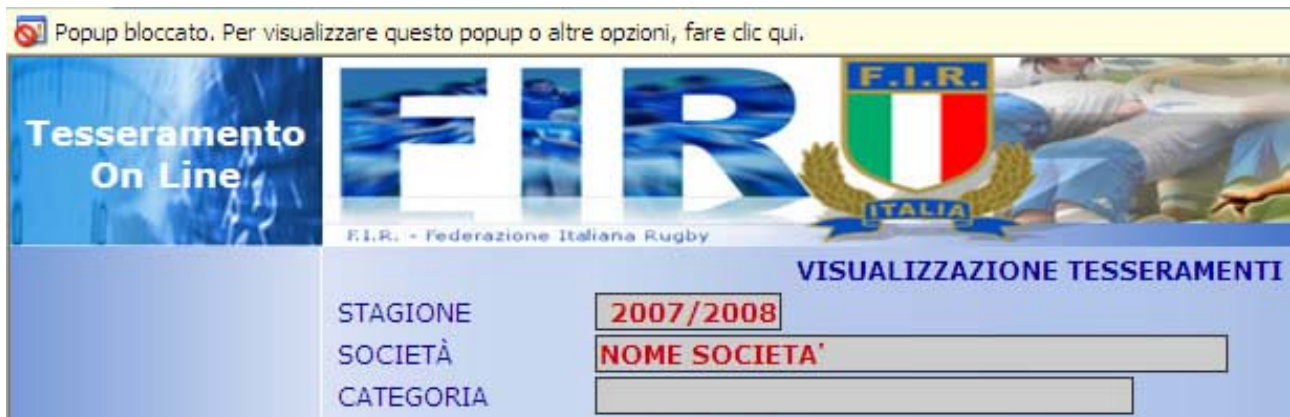 Popup bloccato. Per visualizzare questo popup o altre opzioni, fare clic qui.
Tesseramento
On Line
FIR
F.I.R.
ITALIA
F.I.R. - Federazione Italiana Rugby
VISUALIZZAZIONE TESSERAMENTI
STAGIONE 2007/2008
SOCIETÀ NOME SOCIETA'
CATEGORIA